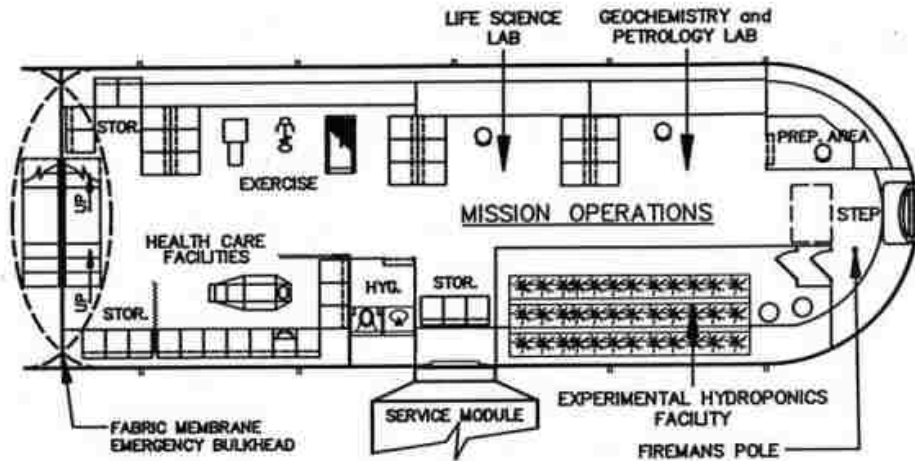 LIFE SCIENCE
LAB
GEOCHEMISTRY and
PETROLOGY LAB
STOR.
PREP. AREA
EXERCISE
MISSION OPERATIONS
STEP
UP
UP
HEALTH CARE
FACILITIES
HYG.
STOR.
STOR.
SERVICE MODULE
EXPERIMENTAL HYDROPONICS
FACILITY
FABRIC MEMBRANE
EMERGENCY BULKHEAD
FIREMANS POLE